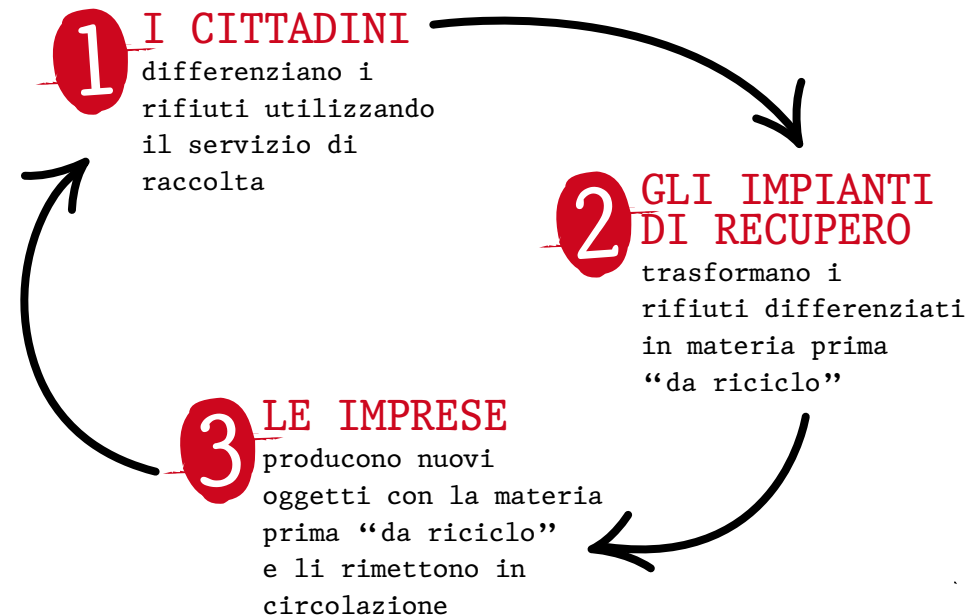 1
I CITTADINI
differenziano i
rifiuti utilizzando
il servizio di
raccolta
2
GLI IMPIANTI
DI RECUPERO
trasformano i
rifiuti differenziati
in materia prima
“da riciclo”
3
LE IMPRESE
producono nuovi
oggetti con la materia
prima “da riciclo”
e li rimettono in
circolazione